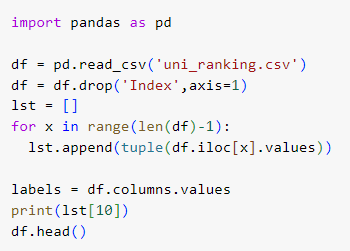 import pandas as pd
df = pd.read_csv('uni_ranking.csv')
df = df.drop('Index',axis=1)
lst = []
for x in range(len(df)-1):
  lst.append(tuple(df.iloc[x].values))
labels = df.columns.values
print(lst[10])
df.head()